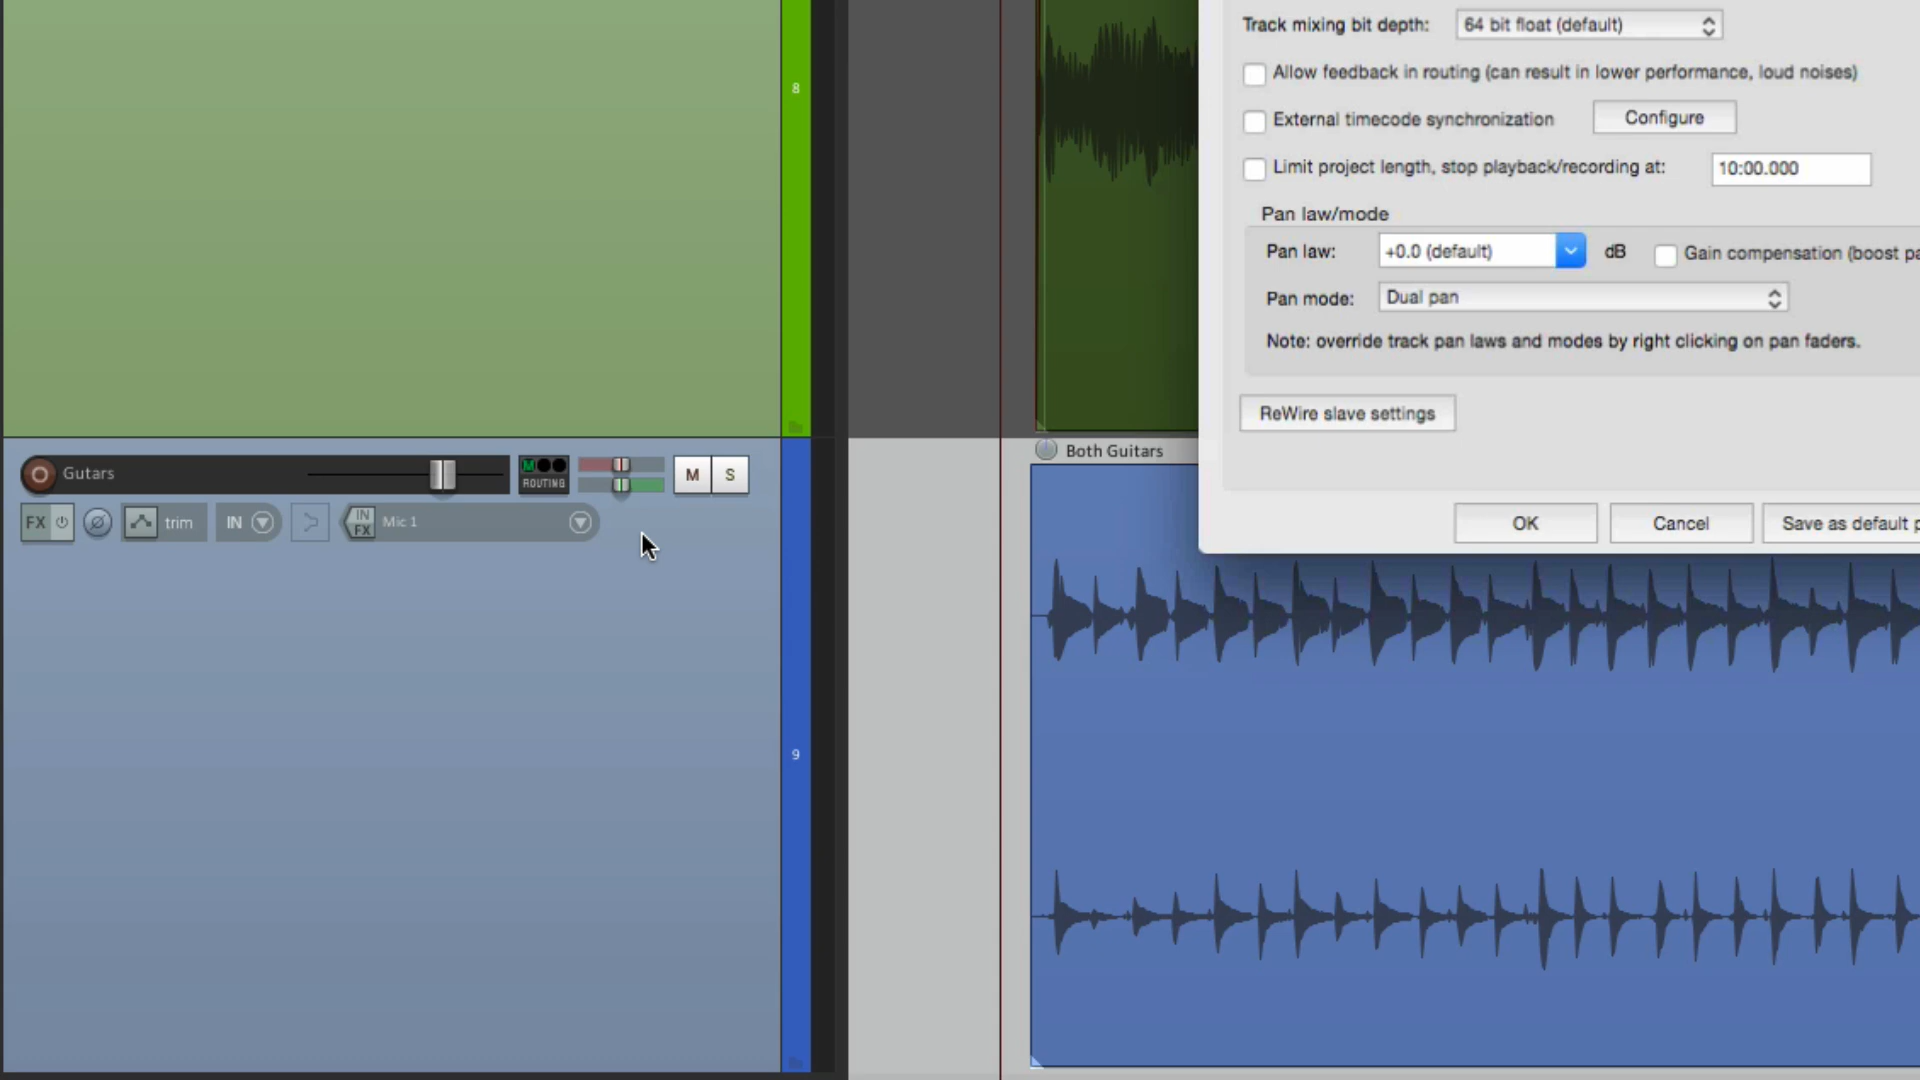 Track mixing bit depth: 64 bit float (default)
Allow feedback in routing (can result in lower performance, loud noises)
External timecode synchronization Configure
Limit project length, stop playback/recording at: 10:00.000
Pan law/mode
Pan law: +0.0 (default) dB Gain compensation (boost pa
Pan mode: Dual pan
Note: override track pan laws and modes by right clicking on pan faders.
ReWire slave settings
OK Cancel Save as default p
8
Gutars M ROUTING M S
FX trim IN IN FX Mic 1
9
Both Guitars